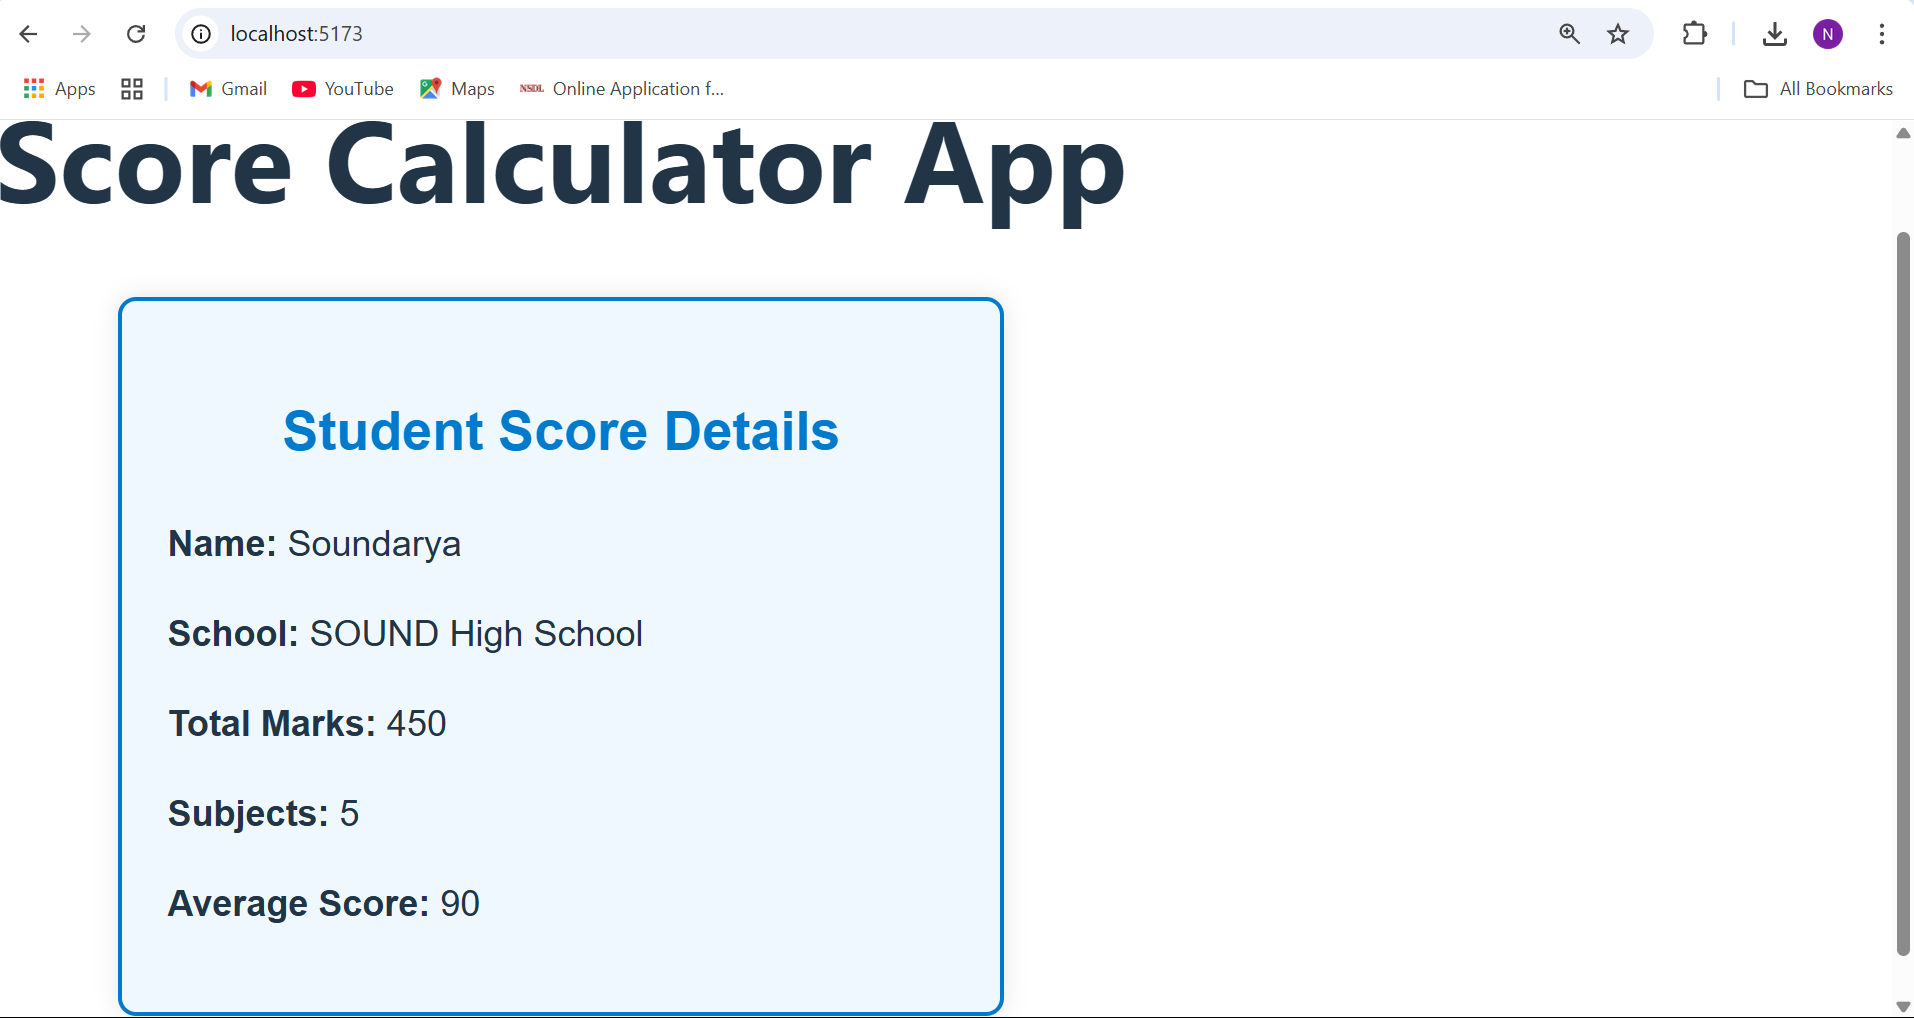 localhost:5173
N
Apps
Gmail
YouTube
Maps
NSDL
Online Application f...
All Bookmarks
Score Calculator App
Student Score Details
Name: Soundarya
School: SOUND High School
Total Marks: 450
Subjects: 5
Average Score: 90